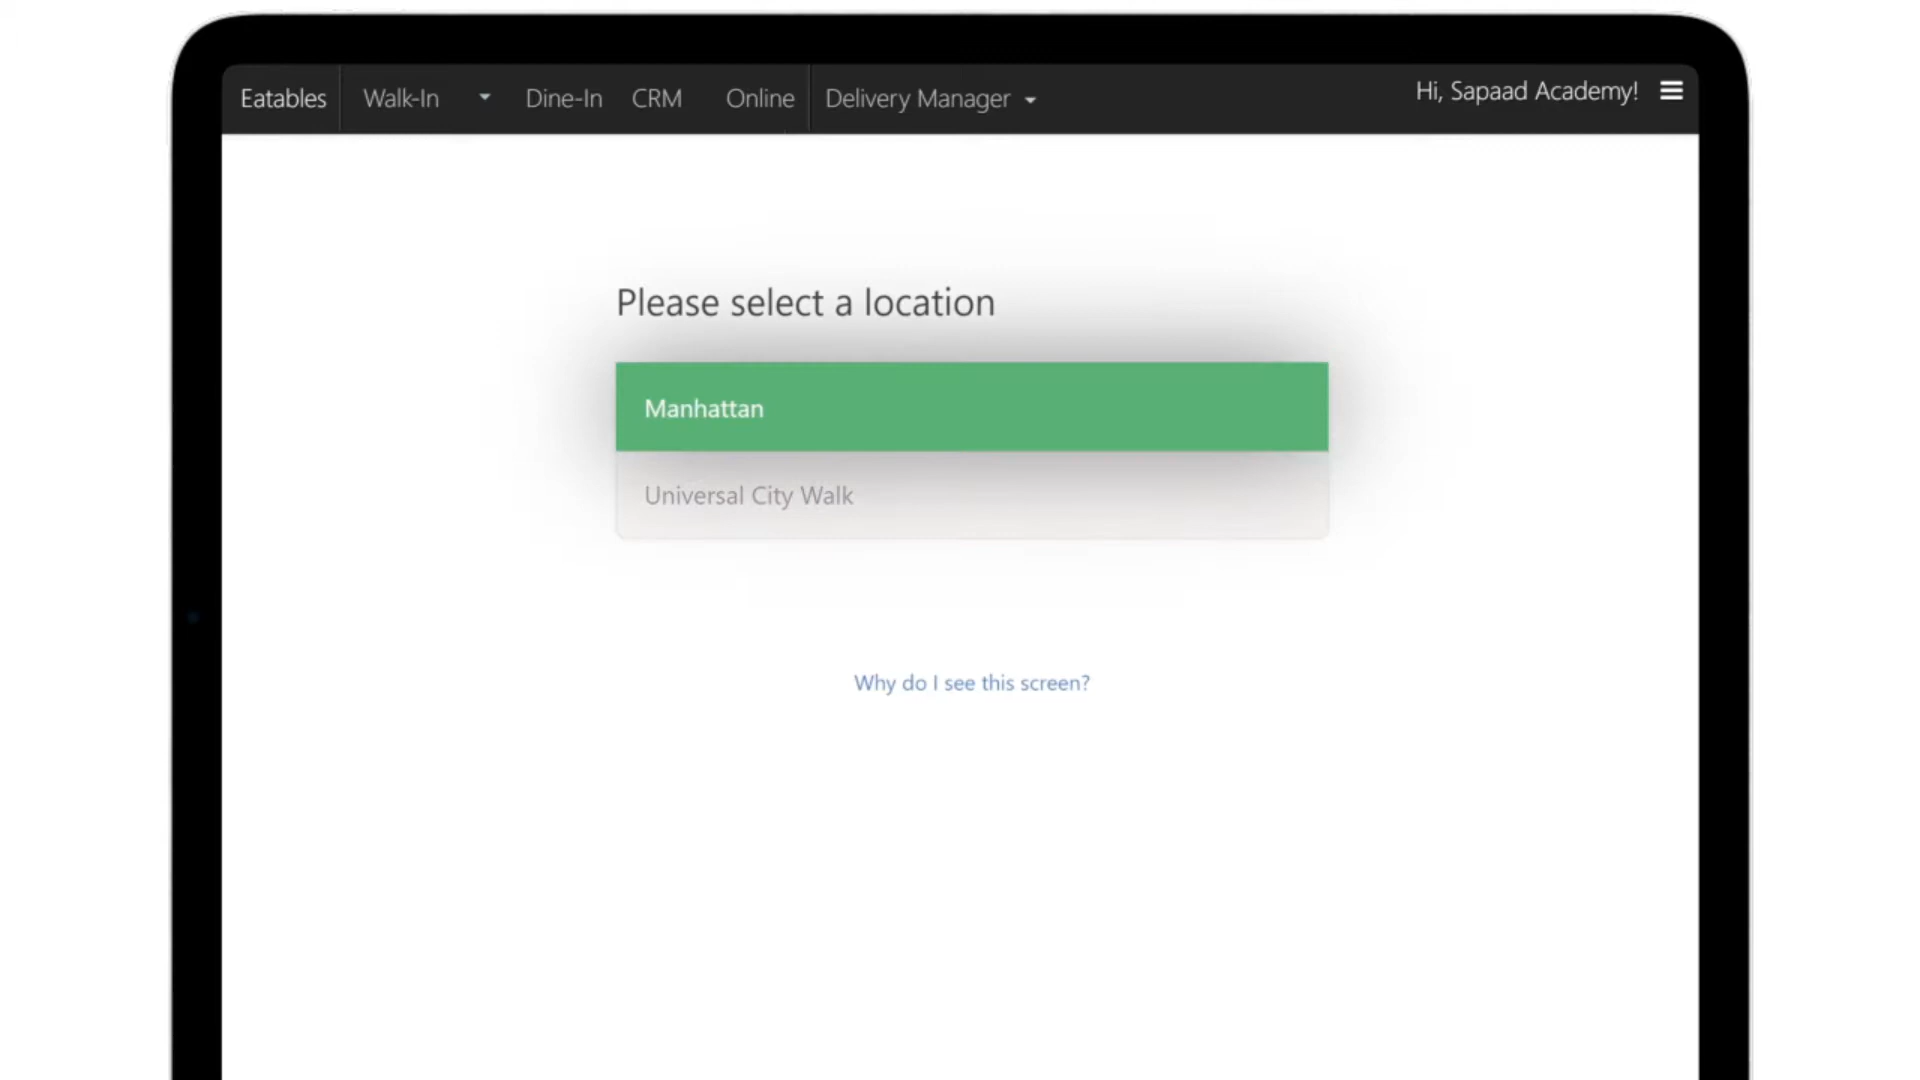 Eatables Walk-In Dine-In CRM Online Delivery Manager Hi, Sapaad Academy!
Please select a location
Manhattan
Universal City Walk
Why do I see this screen?